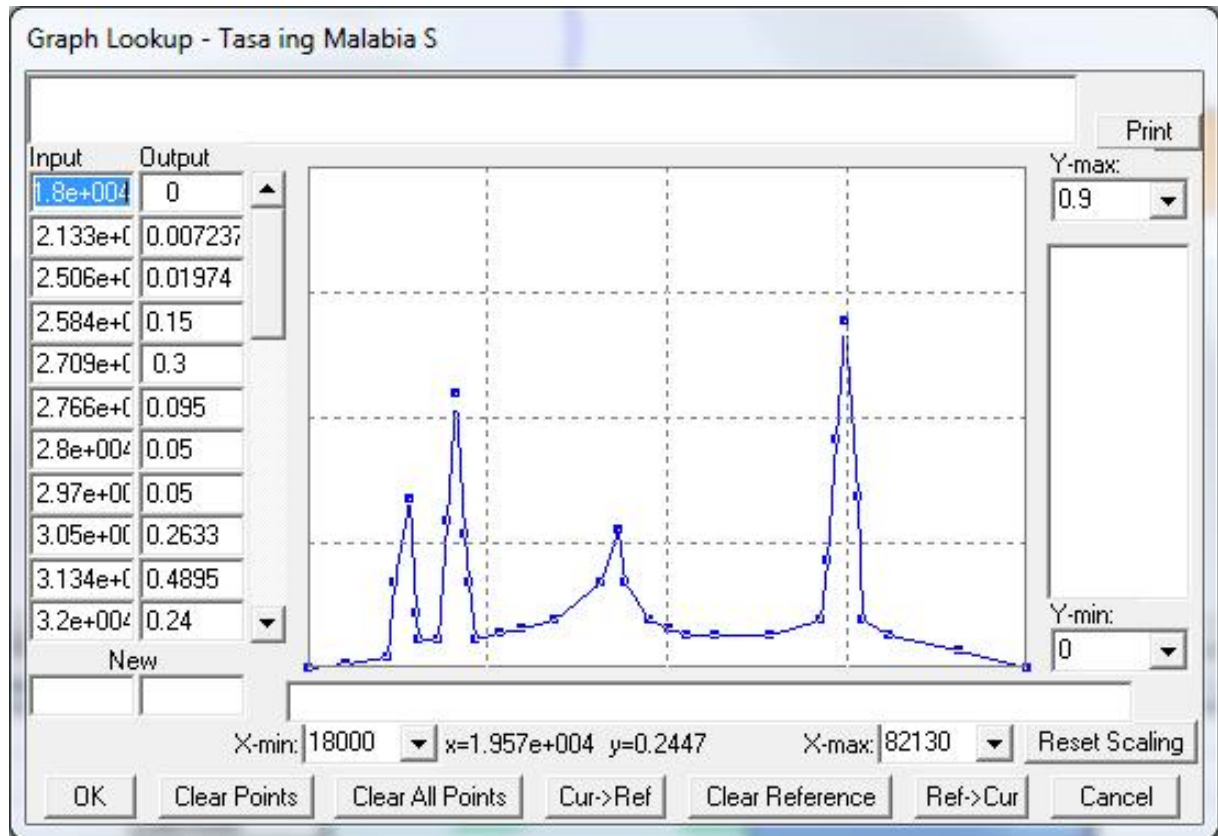 Graph Lookup - Tasa ing Malabia S
Print
Input Output
1.8e+004 0
2.133e+0 0.007237
2.506e+0 0.01974
2.584e+0 0.15
2.709e+0 0.3
2.766e+0 0.095
2.8e+004 0.05
2.97e+00 0.05
3.05e+00 0.2633
3.134e+0 0.4895
3.2e+004 0.24
New
Y-max:
0.9
Y-min:
0
X-min: 18000 x=1.957e+004 y=0.2447 X-max: 82130 Reset Scaling
OK Clear Points Clear All Points Cur->Ref Clear Reference Ref->Cur Cancel